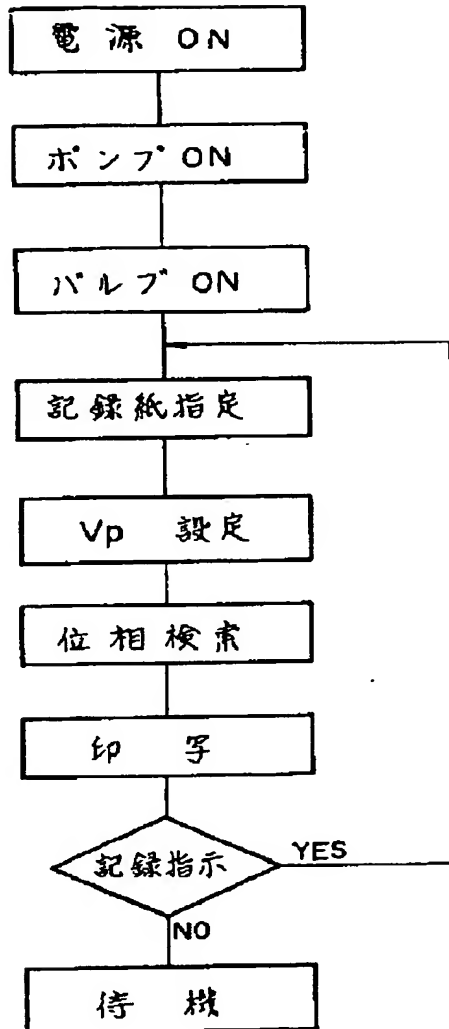 電源 ON
ポンプ ON
バルブ ON
記録紙指定
Vp 設定
位相検索
印写
記録指示
YES
NO
待機